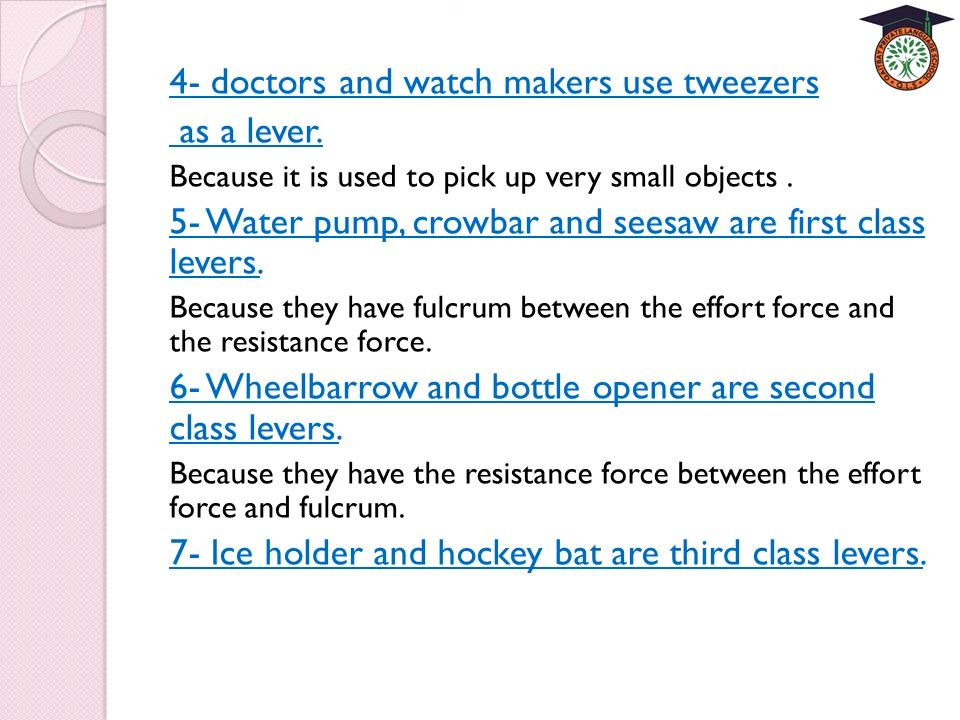 4- doctors and watch makers use tweezers
as a lever.
Because it is used to pick up very small objects .
5- Water pump, crowbar and seesaw are first class
levers.
Because they have fulcrum between the effort force and
the resistance force.
6- Wheelbarrow and bottle opener are second
class levers.
Because they have the resistance force between the effort
force and fulcrum.
7- Ice holder and hockey bat are third class levers.
PRIVATE LANGUAGE SCHOOL
O.L.S